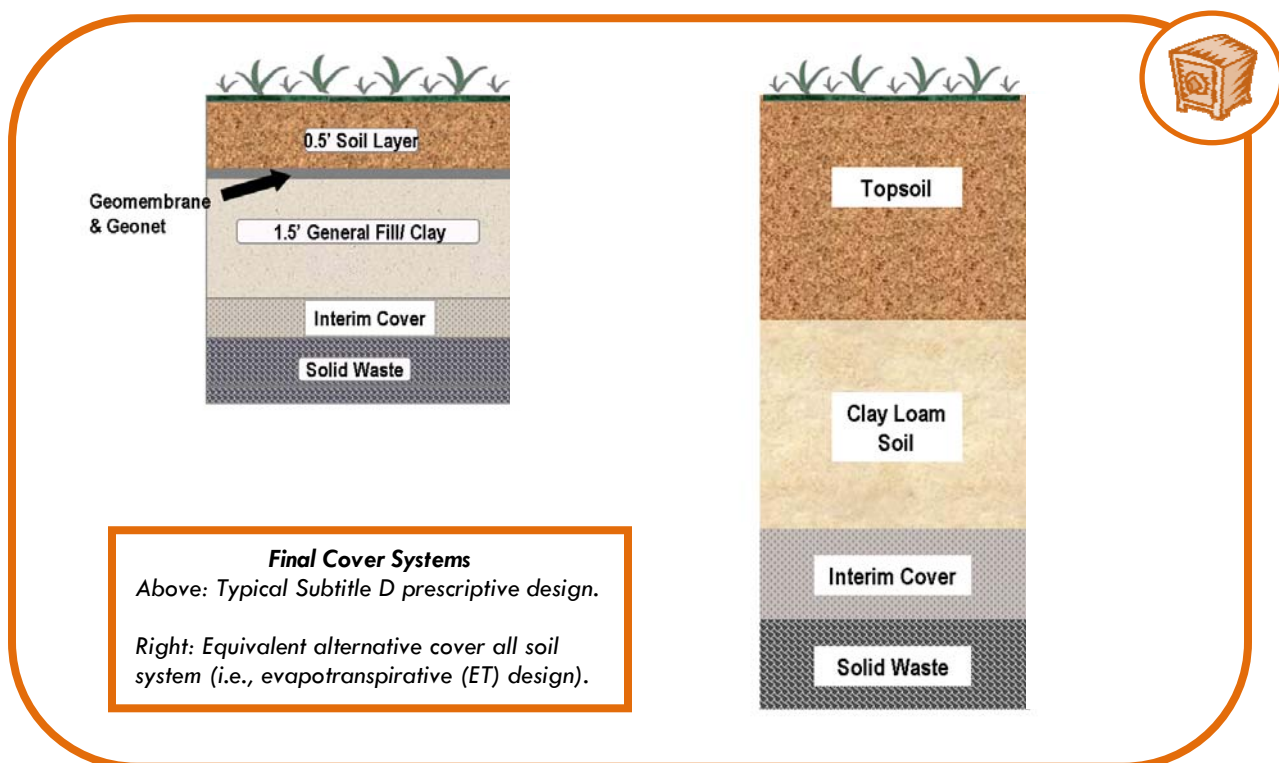 0.5' Soil Layer
Geomembrane
& Geonet
1.5' General Fill/ Clay
Interim Cover
Solid Waste
Final Cover Systems
Above: Typical Subtitle D prescriptive design.
Right: Equivalent alternative cover all soil
system (i.e., evapotranspirative (ET) design).
Topsoil
Clay Loam
Soil
Interim Cover
Solid Waste